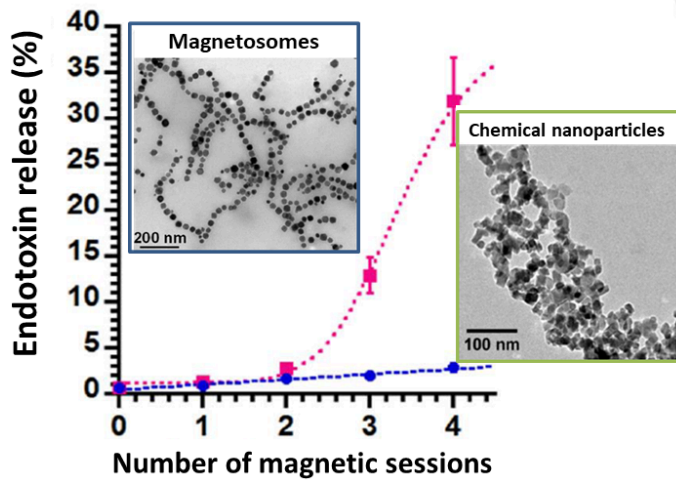 Endotoxin release (%)
40
35
30
25
20
15
10
5
0
Magnetosomes
200 nm
Chemical nanoparticles
100 nm
0 1 2 3 4
Number of magnetic sessions